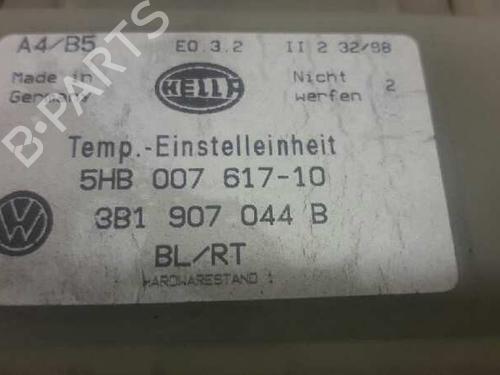 A4/B5 E0.3.2 II 2 32/98
Made in Germany
HELLA
Nicht werfen 2
Temp.-Einstelleinheit
5HB 007 617-10
VW
3B1 907 044 B
BL/RT
HARDWARESTAND 1
B-PARTS